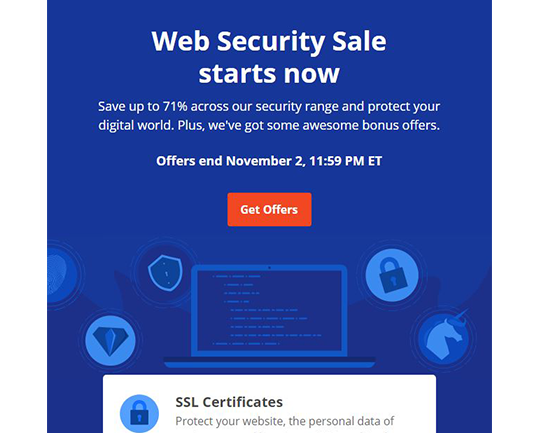 Web Security Sale
starts now
Save up to 71% across our security range and protect your
digital world. Plus, we've got some awesome bonus offers.
Offers end November 2, 11:59 PM ET
Get Offers
SSL Certificates
Protect your website, the personal data of